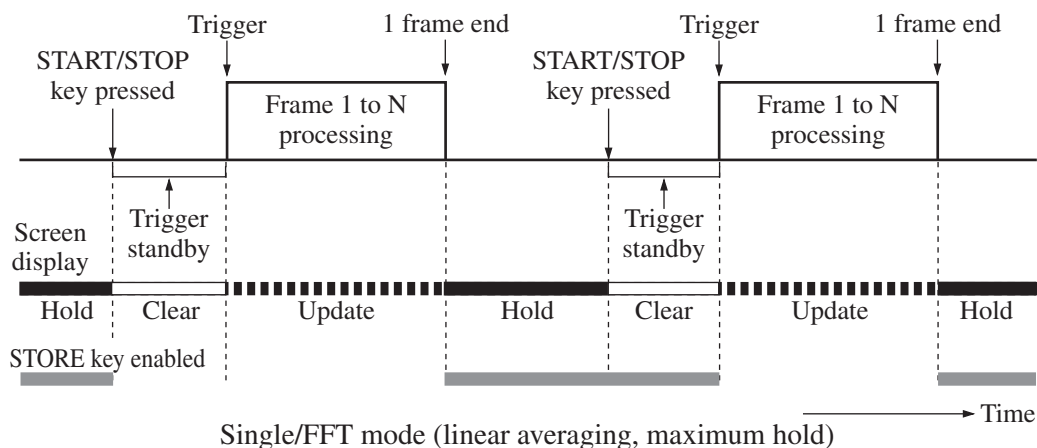 Trigger 1 frame end Trigger 1 frame end
START/STOP key pressed START/STOP key pressed
Frame 1 to N processing Frame 1 to N processing
Trigger standby Trigger standby
Screen display
Hold Clear Update Hold Clear Update Hold
STORE key enabled
Time
Single/FFT mode (linear averaging, maximum hold)